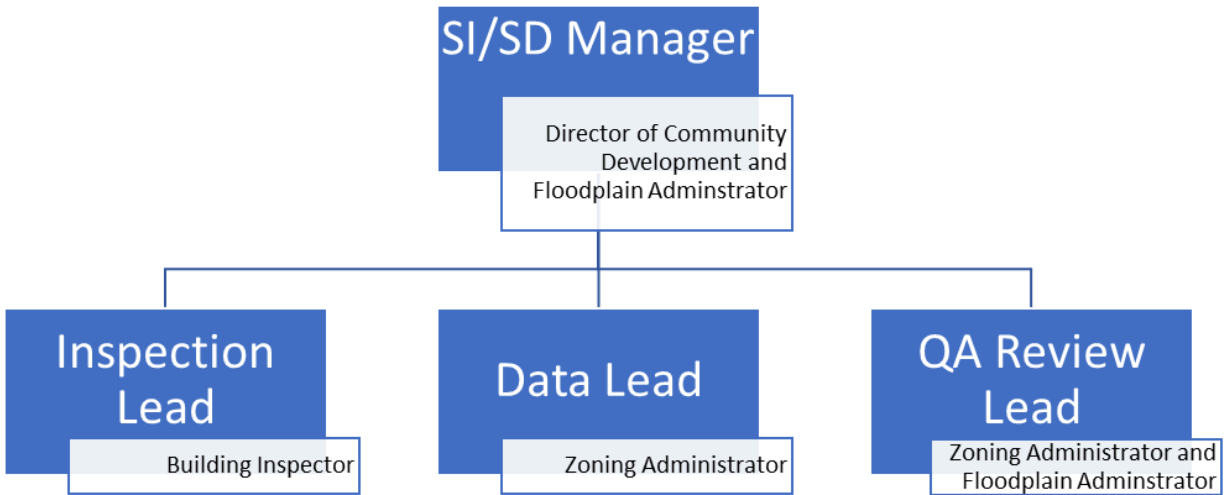 SI/SD Manager
Director of Community
Development and
Floodplain Adminstrator
Inspection
Lead
Building Inspector
Data Lead
Zoning Administrator
QA Review
Lead
Zoning Administrator and
Floodplain Adminstrator